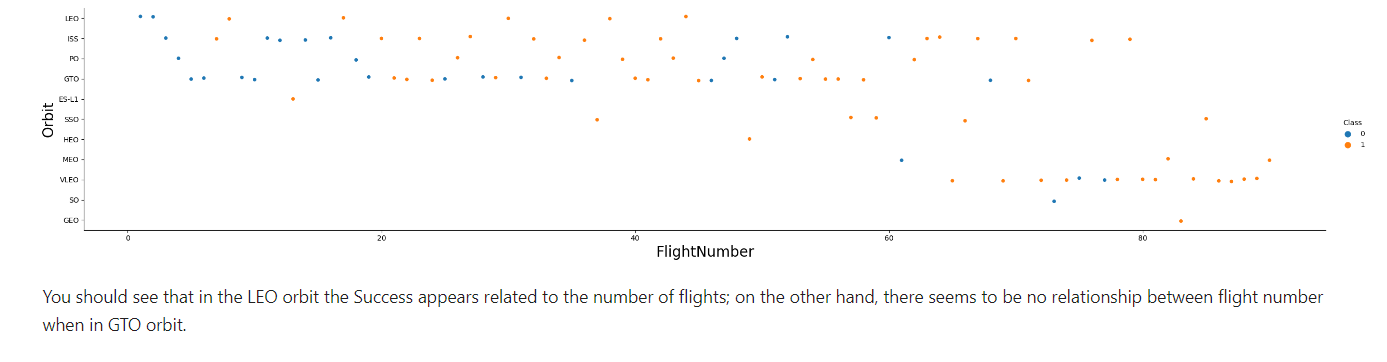 LEO
ISS
PO
GTO
ES-L1
SSO
HEO
MEO
VLEO
SO
GEO
Orbit
0 20 40 60 80
FlightNumber
Class
0
1
You should see that in the LEO orbit the Success appears related to the number of flights; on the other hand, there seems to be no relationship between flight number
when in GTO orbit.